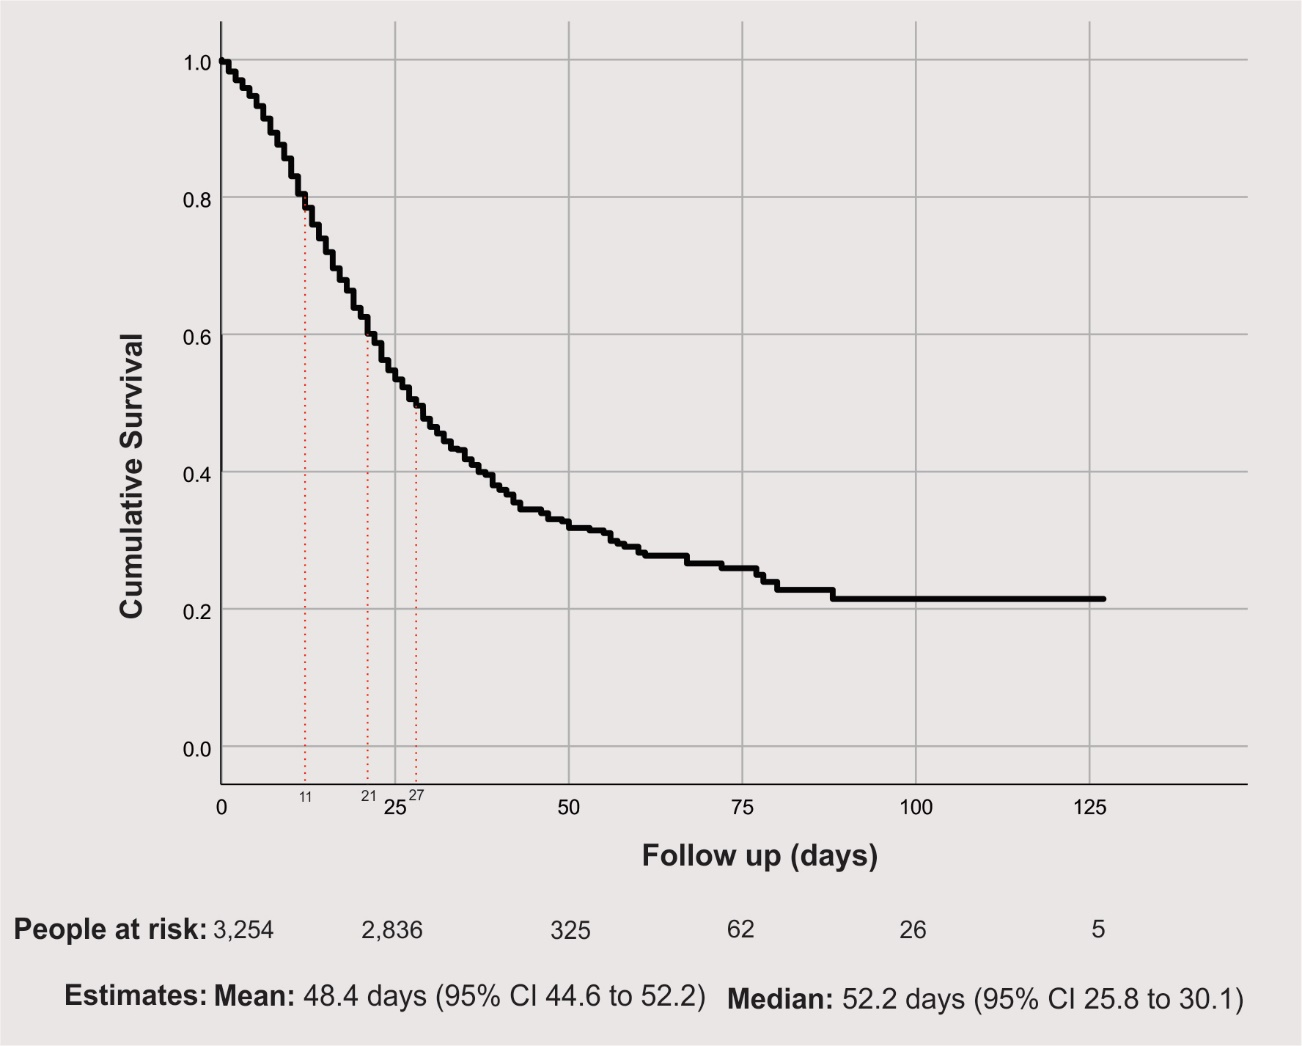 1.0
0.8
0.6
0.4
0.2
0.0
Cumulative Survival
11 21 27
0 25 50 75 100 125
Follow up (days)
People at risk: 3,254 2,836 325 62 26 5
Estimates: Mean: 48.4 days (95% CI 44.6 to 52.2) Median: 52.2 days (95% CI 25.8 to 30.1)